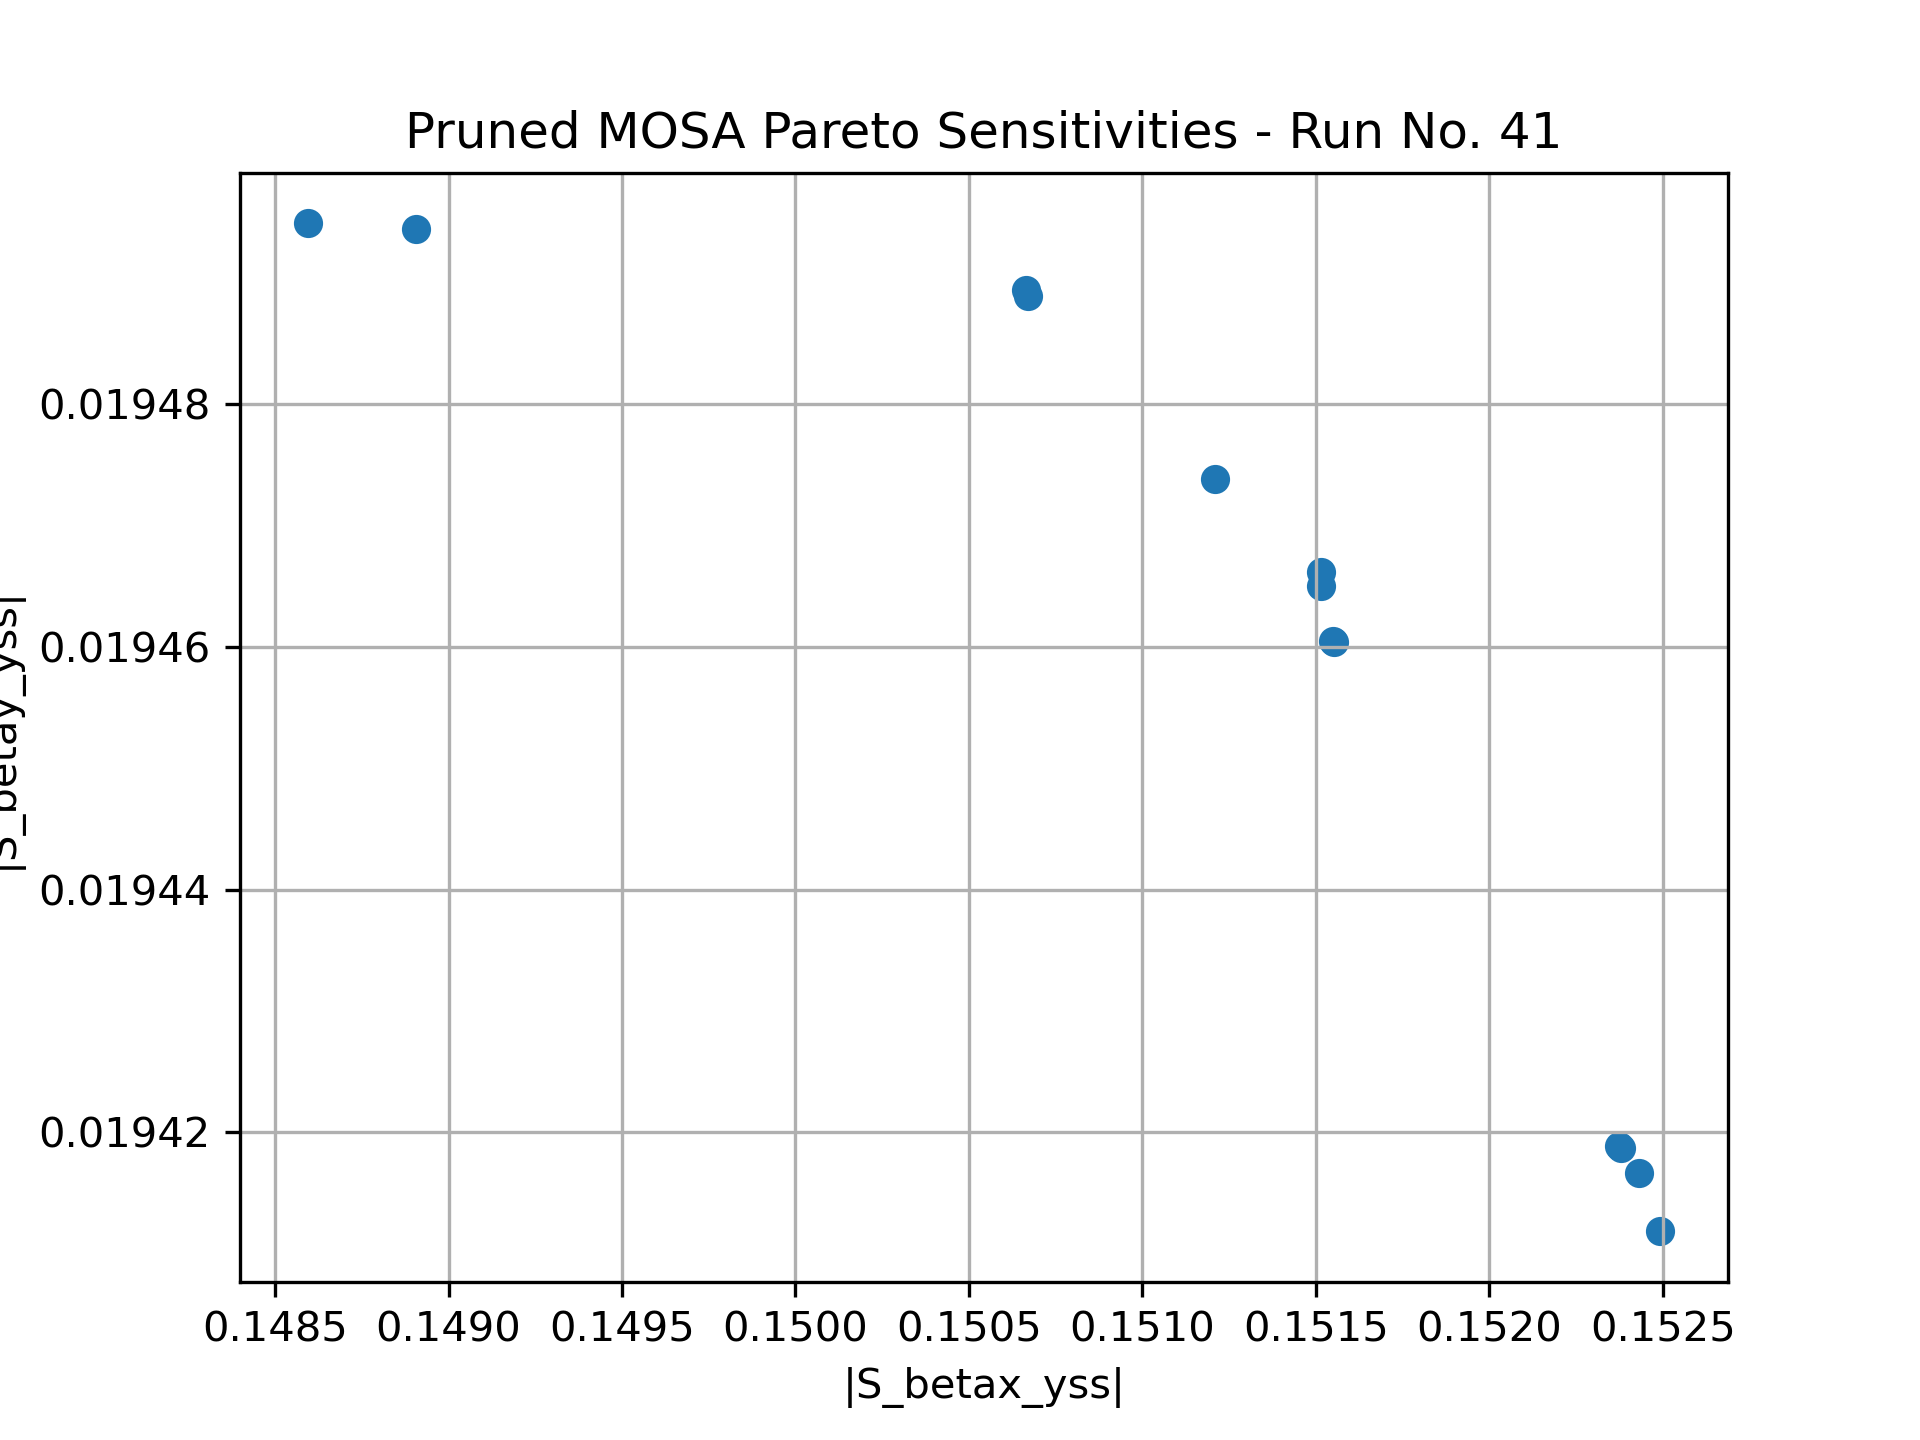 Pruned MOSA Pareto Sensitivities - Run No. 41
|S_betay_yss|
0.01948
0.01946
0.01944
0.01942
0.1485 0.1490 0.1495 0.1500 0.1505 0.1510 0.1515 0.1520 0.1525
|S_betax_yss|